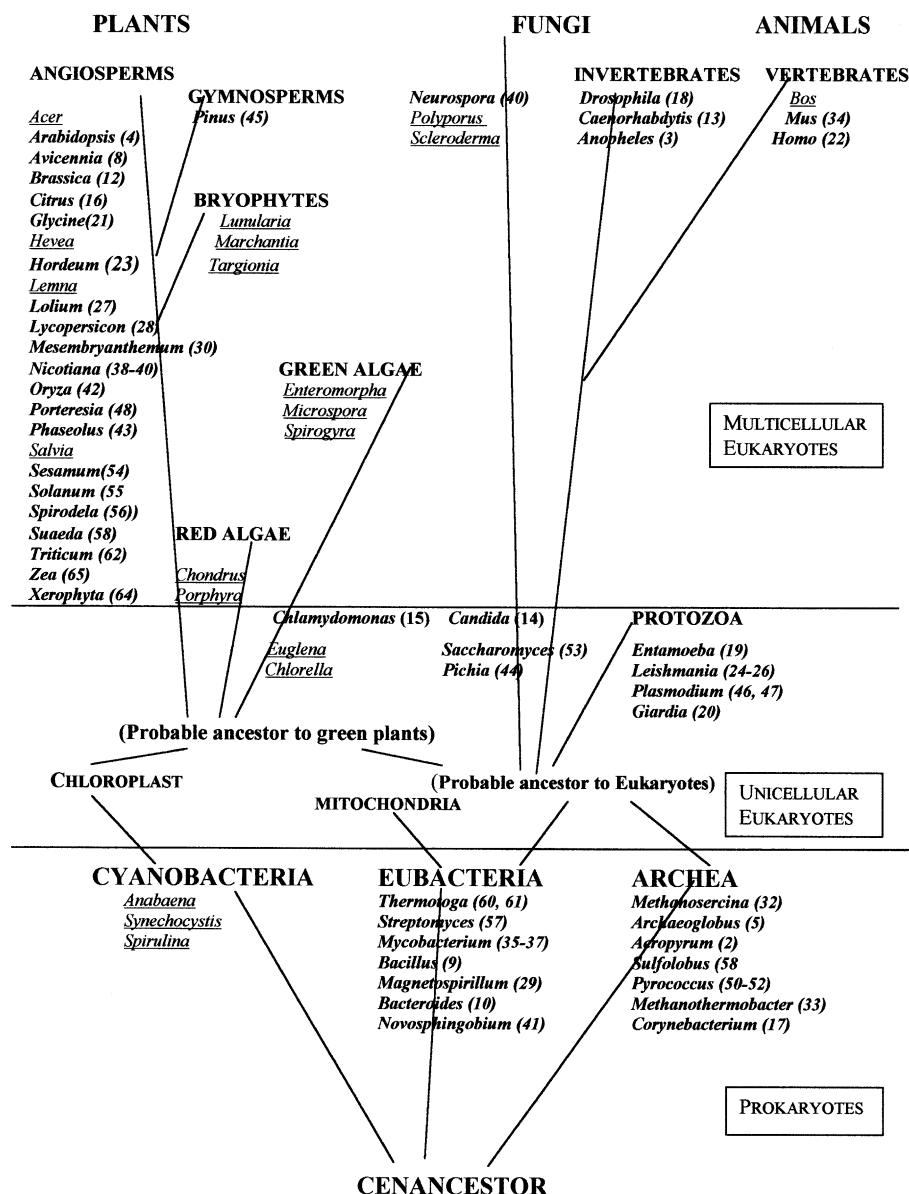 PLANTS
FUNGI
ANIMALS
ANGIOSPERMS
Acer
Arabidopsis (4)
Avicennia (8)
Brassica (12)
Citrus (16)
Glycine(21)
Hevea
Hordeum (23)
Lemna
Lolium (27)
Lycopersicon (28)
Mesembryanthemum (30)
Nicotiana (38-40)
Oryza (42)
Porteresia (48)
Phaseolus (43)
Salvia
Sesamum(54)
Solanum (55
Spirodela (56))
Suaeda (58)
Triticum (62)
Zea (65)
Xerophyta (64)
GYMNOSPERMS
Pinus (45)
BRYOPHYTES
Lunularia
Marchantia
Targionia
GREEN ALGAE
Enteromorpha
Microspora
Spirogyra
RED ALGAE
Chondrus
Porphyra
Neurospora (40)
Polyporus
Scleroderma
INVERTEBRATES
Drosophila (18)
Caenorhabdytis (13)
Anopheles (3)
VERTEBRATES
Bos
Mus (34)
Homo (22)
MULTICELLULAR
EUKARYOTES
Chlamydomonas (15)
Euglena
Chlorella
Candida (14)
Saccharomyces (53)
Pichia (44)
PROTOZOA
Entamoeba (19)
Leishmania (24-26)
Plasmodium (46, 47)
Giardia (20)
(Probable ancestor to green plants)
CHLOROPLAST
(Probable ancestor to Eukaryotes)
MITOCHONDRIA
UNICELLULAR
EUKARYOTES
CYANOBACTERIA
Anabaena
Synechocystis
Spirulina
EUBACTERIA
Thermotoga (60, 61)
Streptomyces (57)
Mycobacterium (35-37)
Bacillus (9)
Magnetospirillum (29)
Bacteroides (10)
Novosphingobium (41)
ARCHEA
Methanosercina (32)
Archaeoglobus (5)
Aeropyrum (2)
Sulfolobus (58
Pyrococcus (50-52)
Methanothermobacter (33)
Corynebacterium (17)
PROKARYOTES
CENANCESTOR